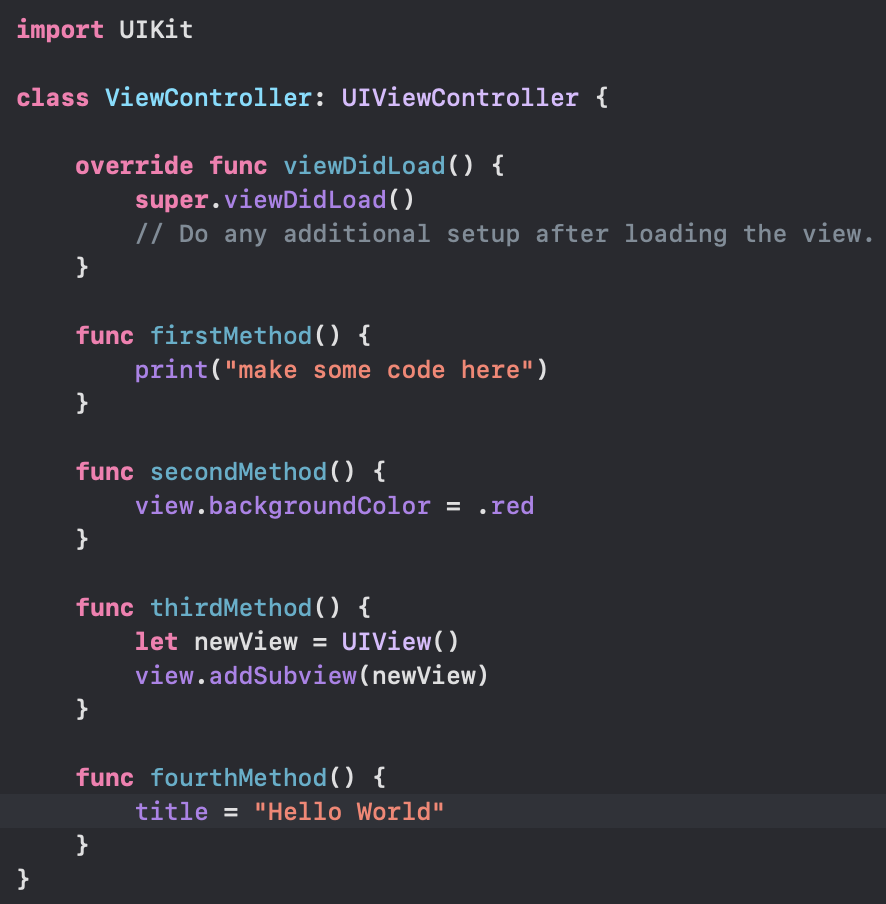 import UIKit
class ViewController: UIViewController {
override func viewDidLoad() {
super.viewDidLoad()
// Do any additional setup after loading the view.
}
func firstMethod() {
print("make some code here")
}
func secondMethod() {
view.backgroundColor = .red
}
func thirdMethod() {
let newView = UIView()
view.addSubview(newView)
}
func fourthMethod() {
title = "Hello World"
}
}